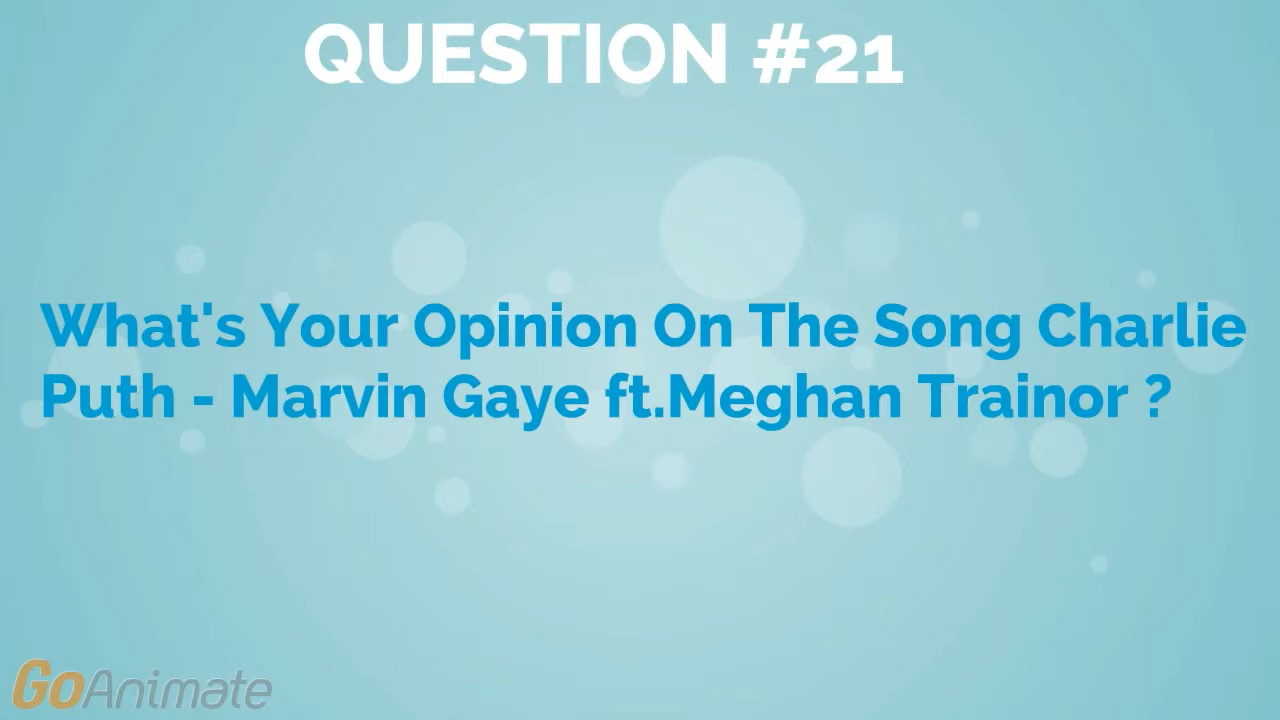 QUESTION #21
What's Your Opinion On The Song Charlie
Puth - Marvin Gaye ft.Meghan Trainor ?
GoAnimate